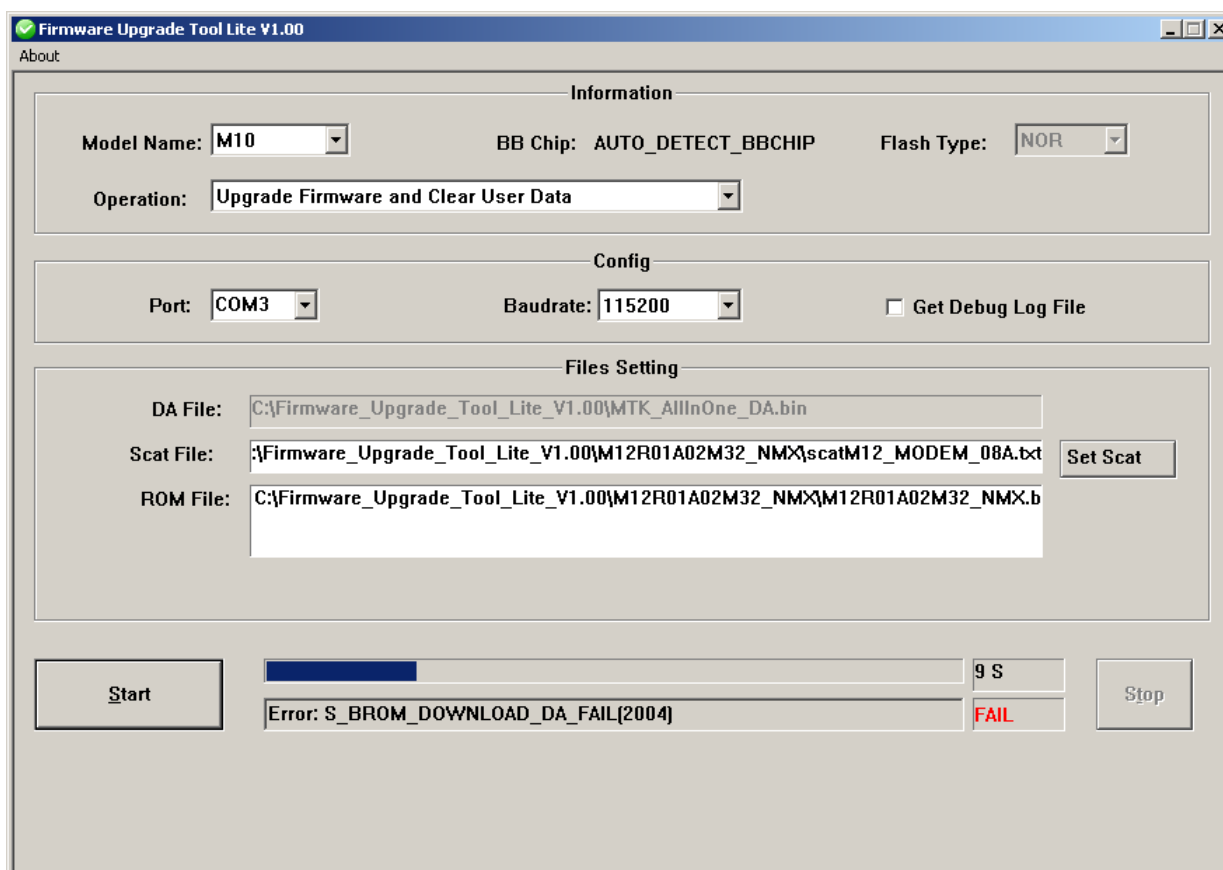 Firmware Upgrade Tool Lite V1.00
About
Information
Model Name: M10 BB Chip: AUTO_DETECT_BBCHIP Flash Type: NOR
Operation: Upgrade Firmware and Clear User Data
Config
Port: COM3 Baudrate: 115200 Get Debug Log File
Files Setting
DA File: C:\Firmware_Upgrade_Tool_Lite_V1.00\MTK_AllInOne_DA.bin
Scat File: :\Firmware_Upgrade_Tool_Lite_V1.00\M12R01A02M32_NMX\scatM12_MODEM_08A.txt Set Scat
ROM File: C:\Firmware_Upgrade_Tool_Lite_V1.00\M12R01A02M32_NMX\M12R01A02M32_NMX.b
Start 9 S Stop
Error: S_BROM_DOWNLOAD_DA_FAIL(2004) FAIL